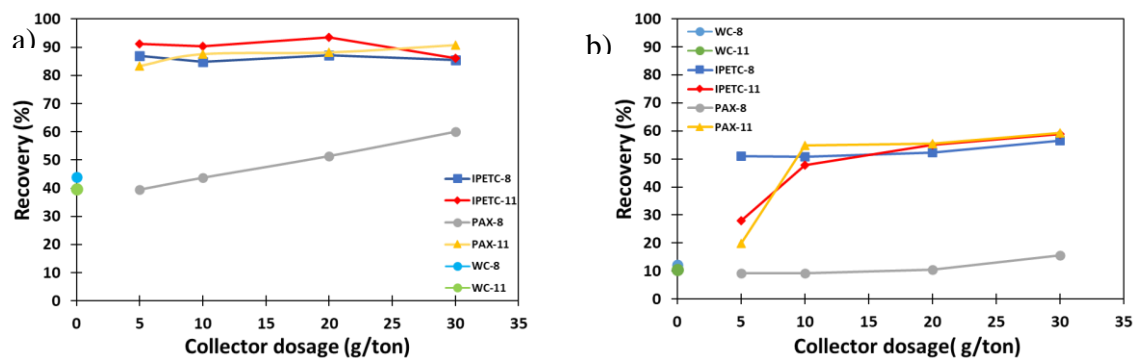 a)
100
90
80
70
60
50
40
30
20
10
0
Recovery (%)
0 5 10 15 20 25 30 35
Collector dosage (g/ton)
IPETC-8
IPETC-11
PAX-8
PAX-11
WC-8
WC-11
b)
100
90
80
70
60
50
40
30
20
10
0
Recovery (%)
0 5 10 15 20 25 30 35
Collector dosage( g/ton)
WC-8
WC-11
IPETC-8
IPETC-11
PAX-8
PAX-11